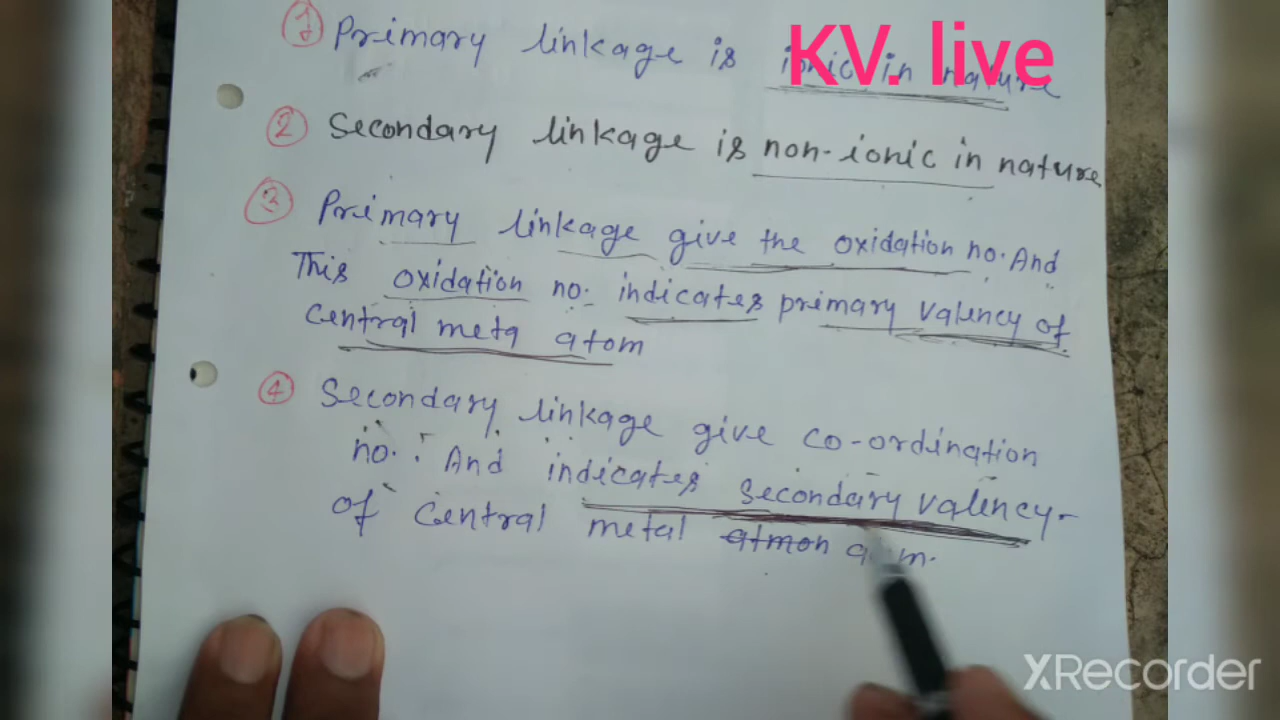 KV. live
① Primary linkage is ionic in nature
② Secondary linkage is non-ionic in nature
③ Primary linkage give the oxidation no. And
This oxidation no. indicates primary valency of
central meta atom
④ Secondary linkage give co-ordination
no. : And indicates secondary valency-
of central metal atmon atom.
XRecorder